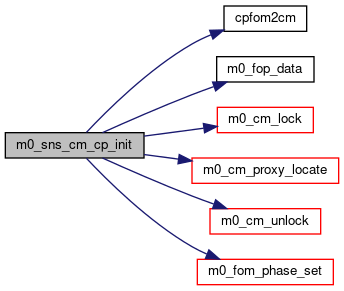 cpfom2cm
m0_fop_data
m0_cm_lock
m0_sns_cm_cp_init
m0_cm_proxy_locate
m0_cm_unlock
m0_fom_phase_set